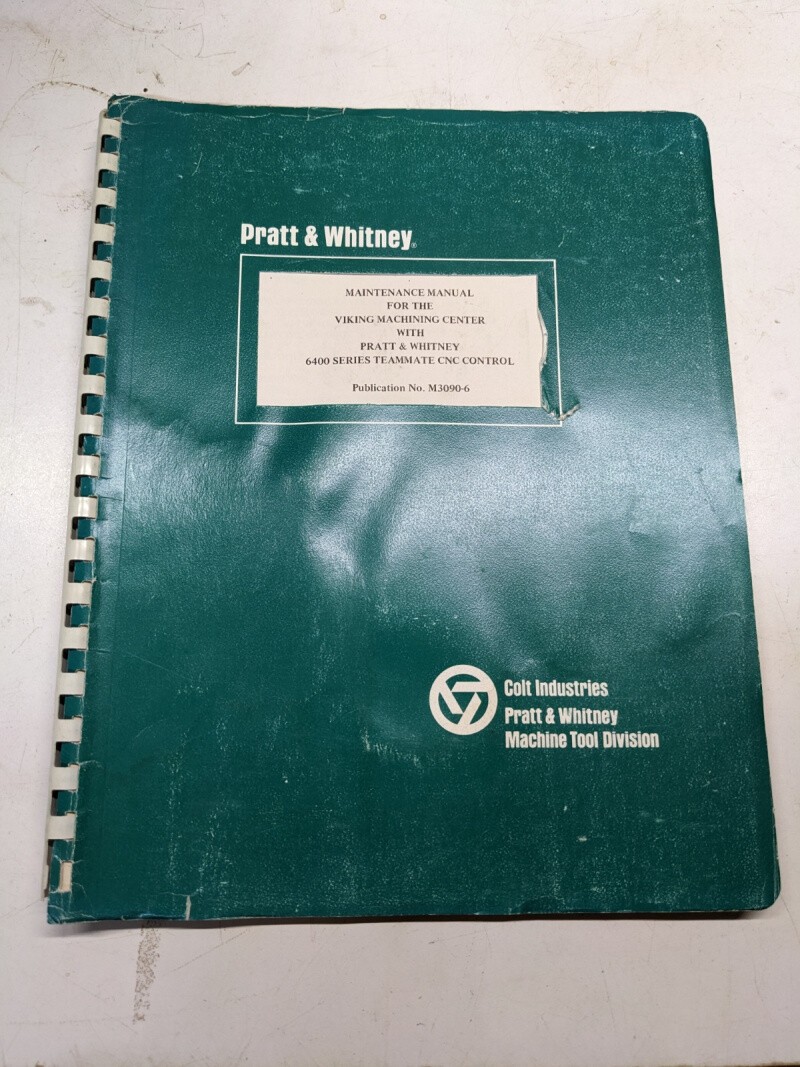 Pratt & Whitney®
MAINTENANCE MANUAL
FOR THE
VIKING MACHINING CENTER
WITH
PRATT & WHITNEY
6400 SERIES TEAMMATE CNC CONTROL
Publication No. M3090-6
Colt Industries
Pratt & Whitney
Machine Tool Division